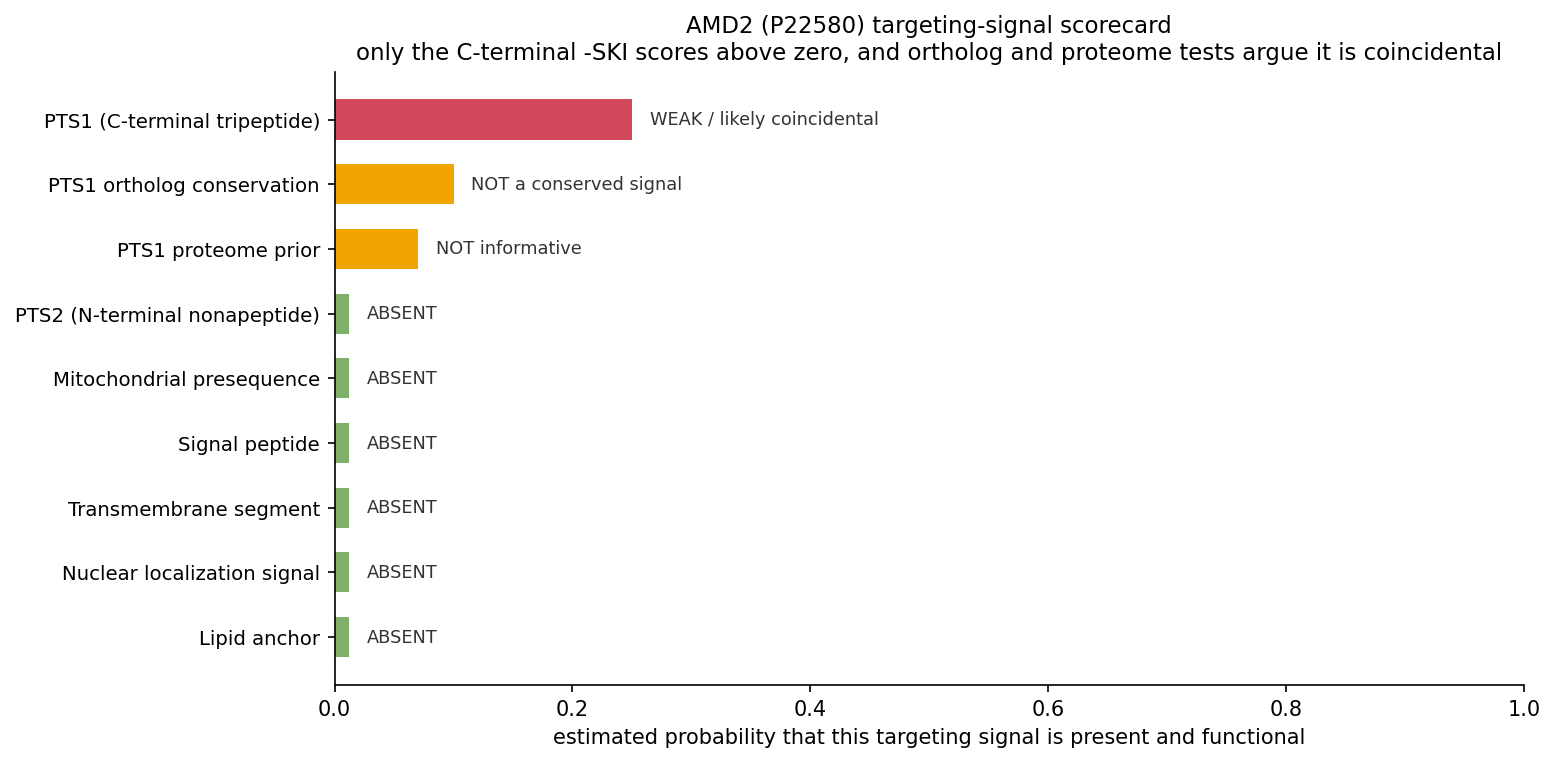 AMD2 (P22580) targeting-signal scorecard
only the C-terminal -SKI scores above zero, and ortholog and proteome tests argue it is coincidental
PTS1 (C-terminal tripeptide)
WEAK / likely coincidental
PTS1 ortholog conservation
NOT a conserved signal
PTS1 proteome prior
NOT informative
PTS2 (N-terminal nonapeptide)
ABSENT
Mitochondrial presequence
ABSENT
Signal peptide
ABSENT
Transmembrane segment
ABSENT
Nuclear localization signal
ABSENT
Lipid anchor
ABSENT
0.0 0.2 0.4 0.6 0.8 1.0
estimated probability that this targeting signal is present and functional